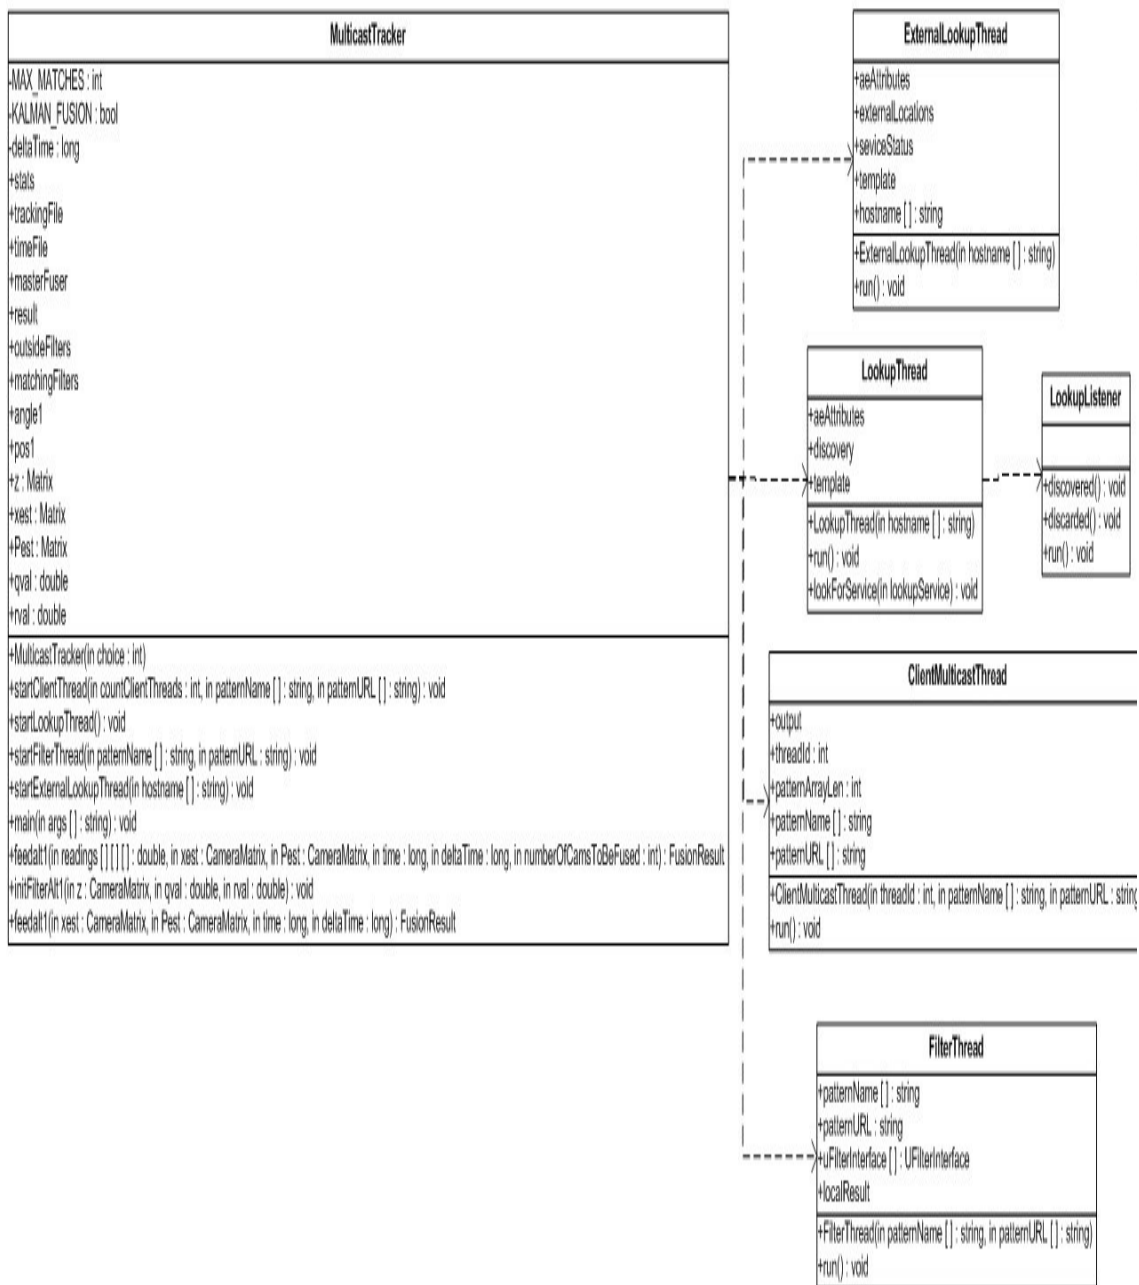 MulticastTracker
-MAX_MATCHES : int
-KALMAN_FUSION : bool
-deltaTime : long
+stats
+trackingFile
+timeFile
+masterFuser
+result
+outsideFilters
+matchingFilters
+angle1
+pos1
+z : Matrix
+xest : Matrix
+Pest : Matrix
+qval : double
+rval : double
+MulticastTracker(in choice : int)
+startClientThread(in countClientThreads : int, in patternName [ ] : string, in patternURL [ ] : string) : void
+startLookupThread() : void
+startFilterThread(in patternName [ ] : string, in patternURL : string) : void
+startExternalLookupThread(in hostname [ ] : string) : void
+main(in args [ ] : string) : void
+feedalt1(in readings [ ] [ ] [ ] : double, in xest : CameraMatrix, in Pest : CameraMatrix, in time : long, in deltaTime : long, in numberOfCamsToBeFused : int) : FusionResult
+initFilterAlt1(in z : CameraMatrix, in qval : double, in rval : double) : void
+feedalt1(in xest : CameraMatrix, in Pest : CameraMatrix, in time : long, in deltaTime : long) : FusionResult
ExternalLookupThread
+aeAttributes
+externalLocations
+seviceStatus
+template
+hostname [ ] : string
+ExternalLookupThread(in hostname [ ] : string)
+run() : void
LookupThread
+aeAttributes
+discovery
+template
+LookupThread(in hostname [ ] : string)
+run() : void
+lookForService(in lookupService) : void
LookupListener
+discovered() : void
+discarded() : void
+run() : void
ClientMulticastThread
+output
+threadId : int
+patternArrayLen : int
+patternName [ ] : string
+patternURL [ ] : string
+ClientMulticastThread(in threadId : int, in patternName [ ] : string, in patternURL : string
+run() : void
FilterThread
+patternName [ ] : string
+patternURL : string
+uFilterInterface [ ] : UFilterInterface
+localResult
+FilterThread(in patternName [ ] : string, in patternURL [ ] : string)
+run() : void